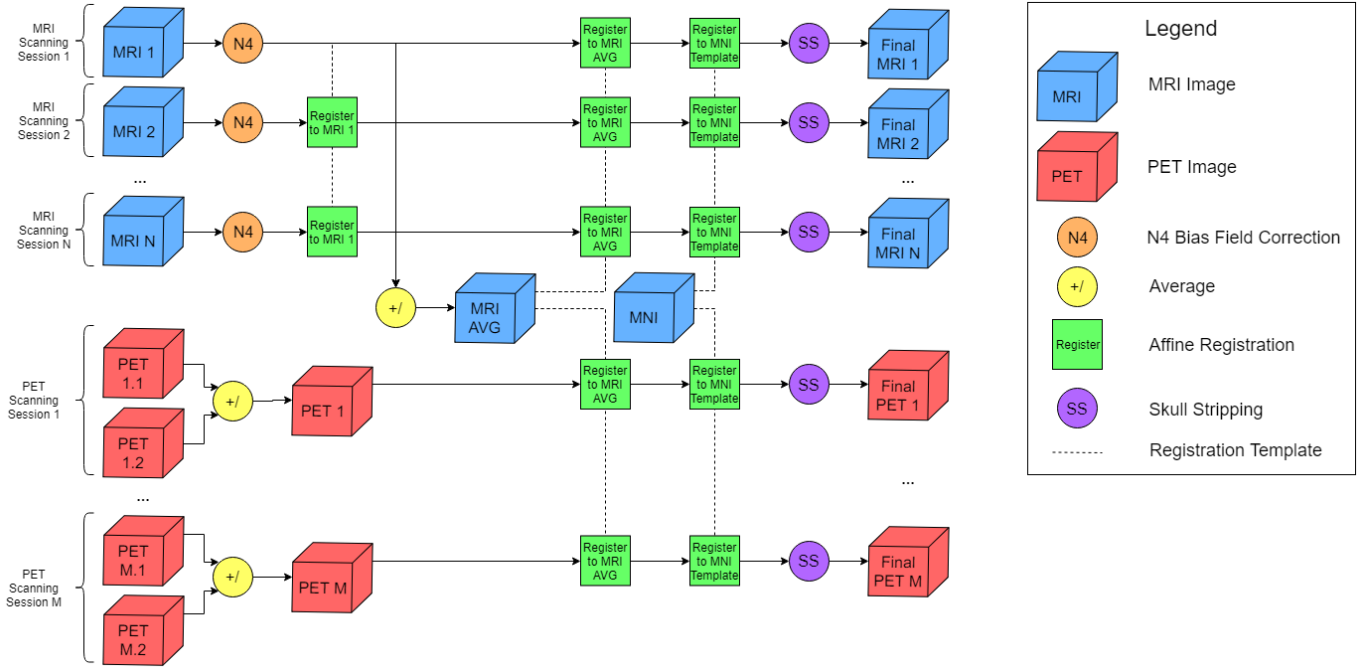 MRI
Scanning
Session 1
MRI 1
N4
Register
to MRI
AVG
Register
to MNI
Template
SS
Final
MRI 1
MRI
Scanning
Session 2
MRI 2
N4
Register
to MRI 1
Register
to MRI
AVG
Register
to MNI
Template
SS
Final
MRI 2
...
...
MRI
Scanning
Session N
MRI N
N4
Register
to MRI 1
Register
to MRI
AVG
Register
to MNI
Template
SS
Final
MRI N
+/
MRI
AVG
MNI
PET
Scanning
Session 1
PET
1.1
PET
1.2
+/
PET 1
Register
to MRI
AVG
Register
to MNI
Template
SS
Final
PET 1
...
...
PET
Scanning
Session M
PET
M.1
PET
M.2
+/
PET M
Register
to MRI
AVG
Register
to MNI
Template
SS
Final
PET M
Legend
MRI
MRI Image
PET
PET Image
N4
N4 Bias Field Correction
+/
Average
Register
Affine Registration
SS
Skull Stripping
Registration Template